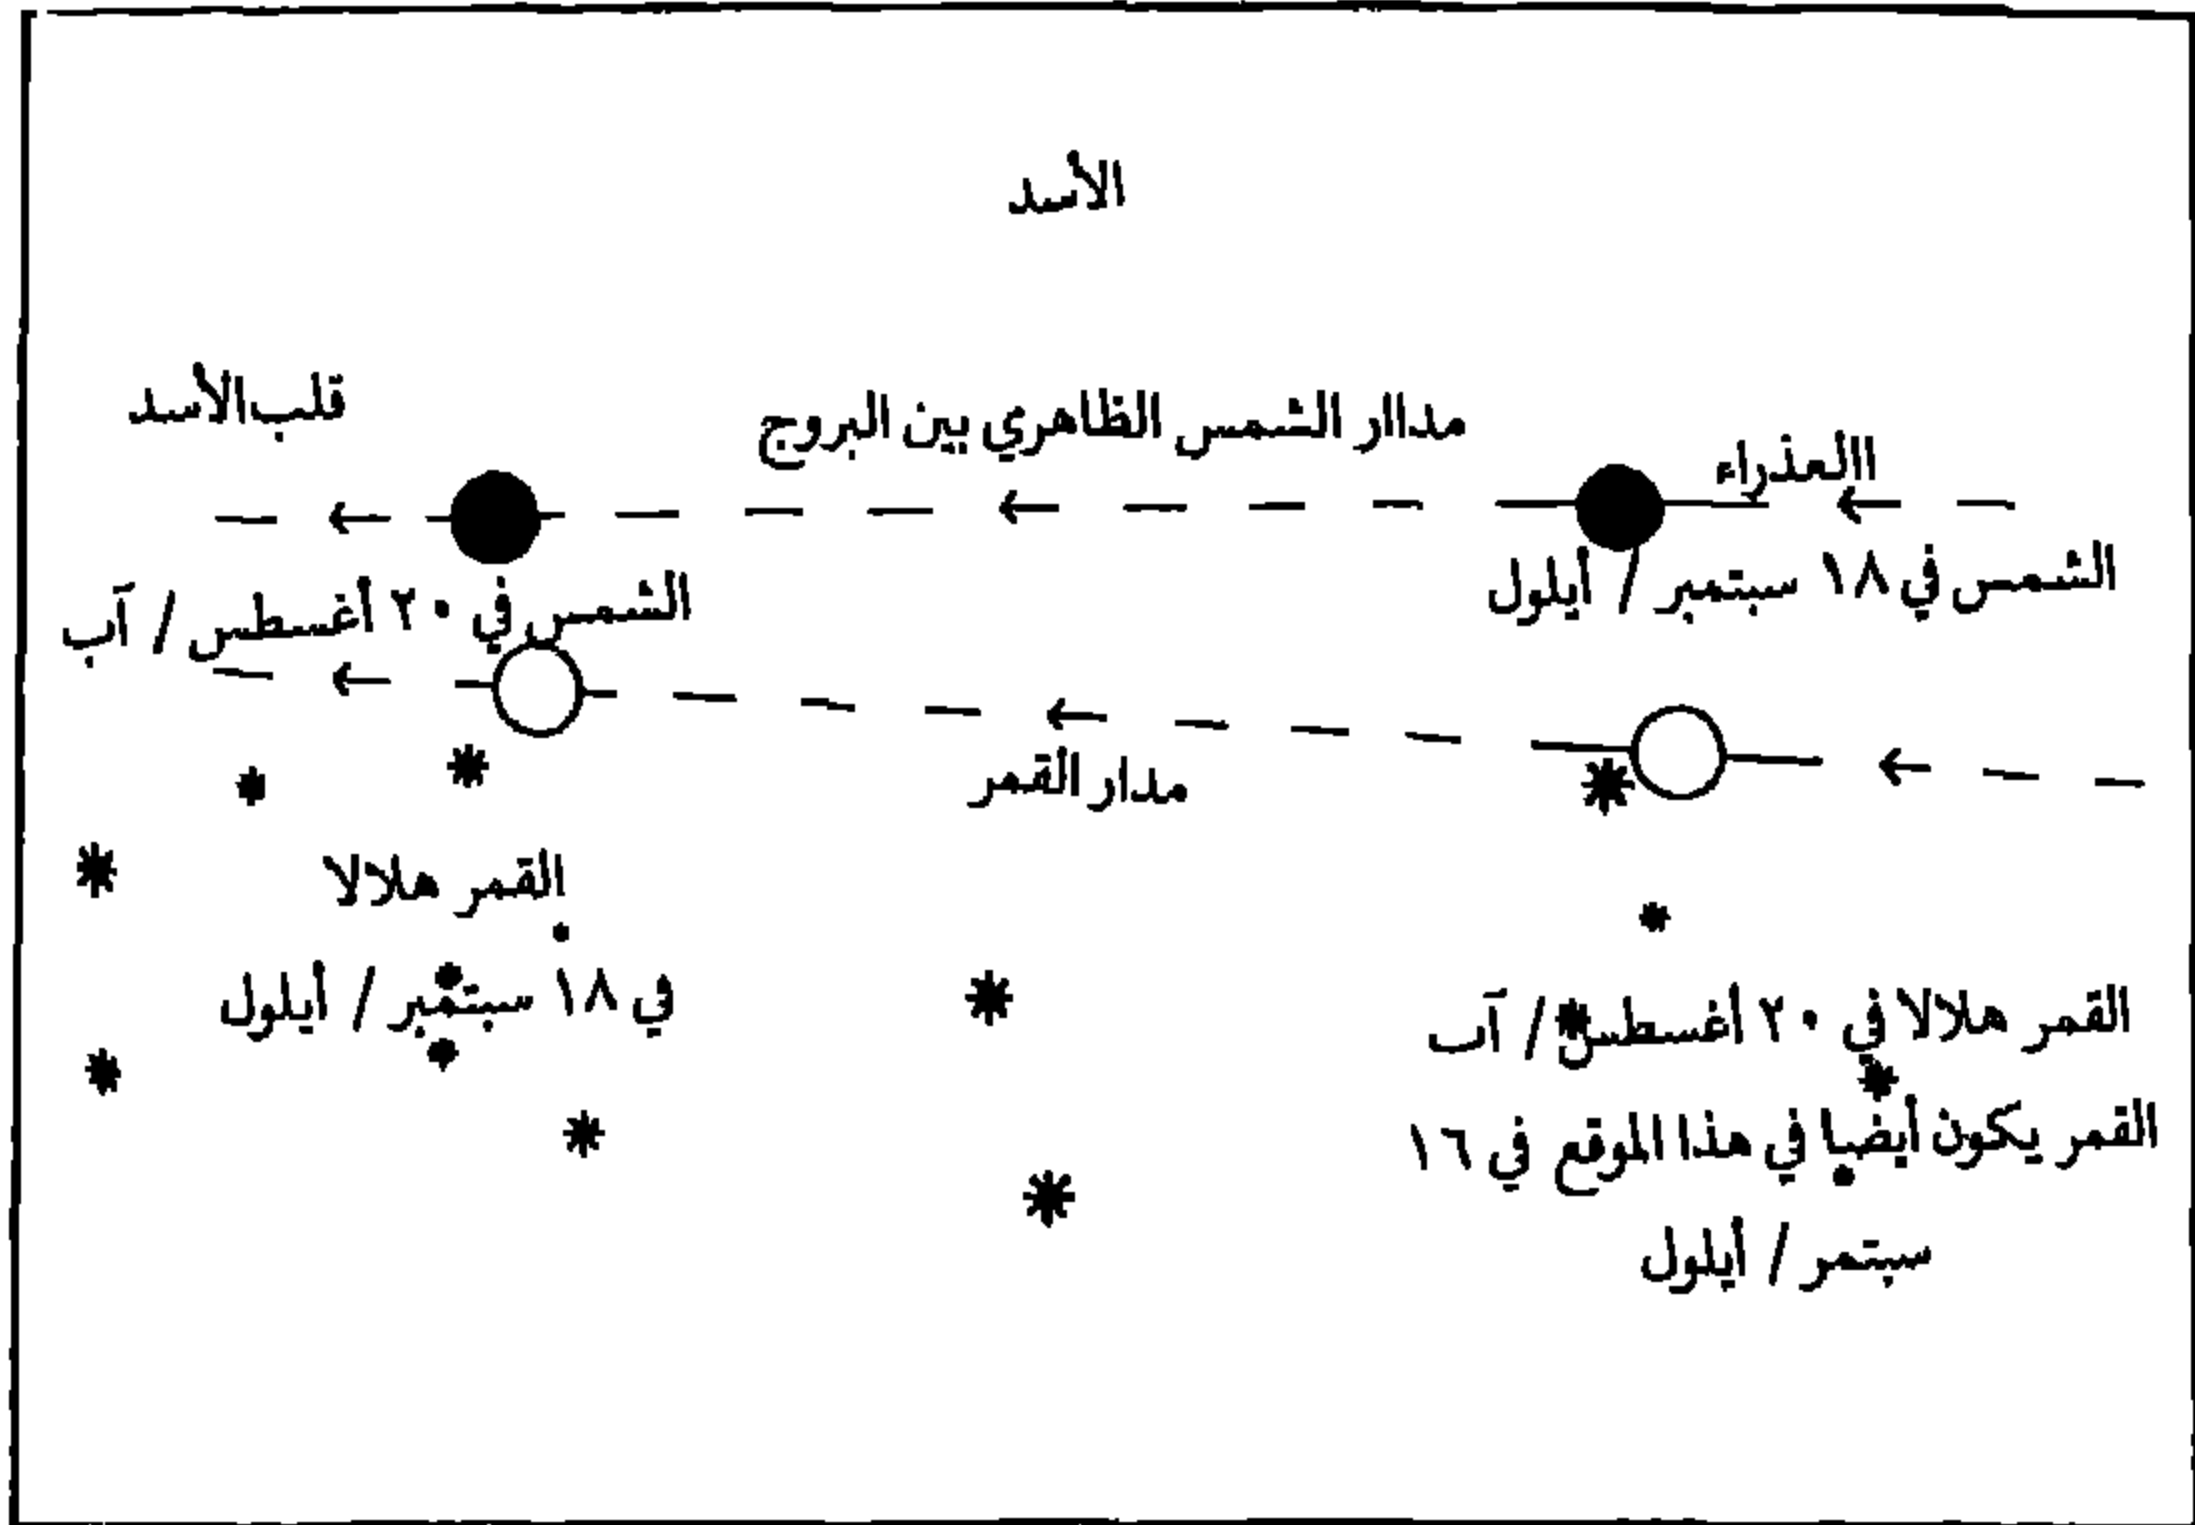 الأسد
قلب الأسد
مداار الشمس الظاهري بين البروج
االعذراء
الشمس في ١٨ سبتمبر / أيلول
الشمس في ٢٠ أغسطس / آب
مدار القمر
القمر هلالا
في ١٨ سبتمبر / أيلول
القمر هلالا في ٢٠ أغسطس / آب
القمر يكون أيضا في هذا الموقع في ١٦
سبتمر / أيلول